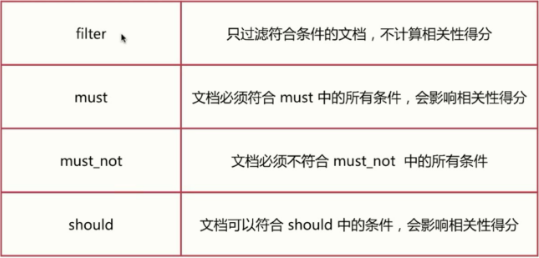 filter
只过滤符合条件的文档，不计算相关性得分
must
文档必须符合 must 中的所有条件，会影响相关性得分
must_not
文档必须不符合 must_not 中的所有条件
should
文档可以符合 should 中的条件，会影响相关性得分